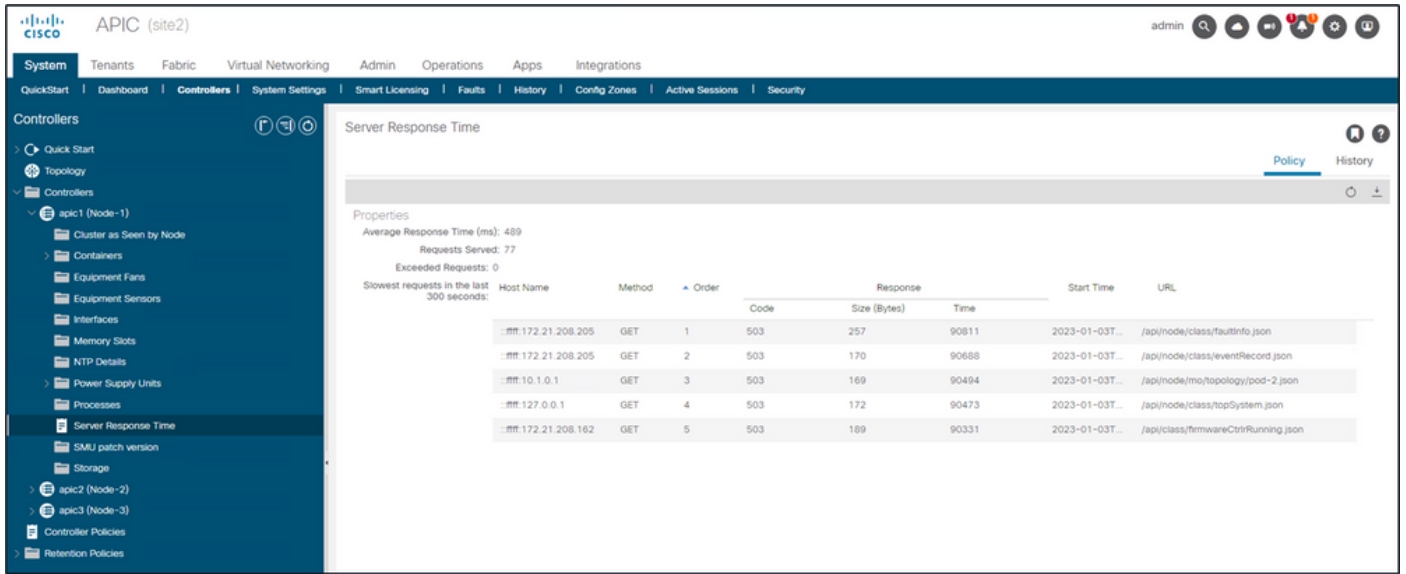 CISCO
APIC (site2)
admin
System Tenants Fabric Virtual Networking Admin Operations Apps Integrations
QuickStart | Dashboard | Controllers | System Settings | Smart Licensing | Faults | History | Config Zones | Active Sessions | Security
Controllers
Quick Start
Topology
Controllers
apic1 (Node-1)
Cluster as Seen by Node
Containers
Equipment Fans
Equipment Sensors
Interfaces
Memory Slots
NTP Details
Power Supply Units
Processes
Server Response Time
SMU patch version
Storage
apic2 (Node-2)
apic3 (Node-3)
Controller Policies
Retention Policies
Server Response Time
Policy History
Properties
Average Response Time (ms): 489
Requests Served: 77
Exceeded Requests: 0
Slowest requests in the last 300 seconds:
Host Name Method Order Response Start Time URL
Code Size (Bytes) Time
::ffff:172.21.208.205 GET 1 503 257 90811 2023-01-03T... /api/node/class/faultInfo.json
::ffff:172.21.208.205 GET 2 503 170 90688 2023-01-03T... /api/node/class/eventRecord.json
::ffff:10.1.0.1 GET 3 503 169 90494 2023-01-03T... /api/node/mo/topology/pod-2.json
::ffff:127.0.0.1 GET 4 503 172 90473 2023-01-03T... /api/node/class/topSystem.json
::ffff:172.21.208.162 GET 5 503 189 90331 2023-01-03T... /api/class/firmwareCtrlrRunning.json